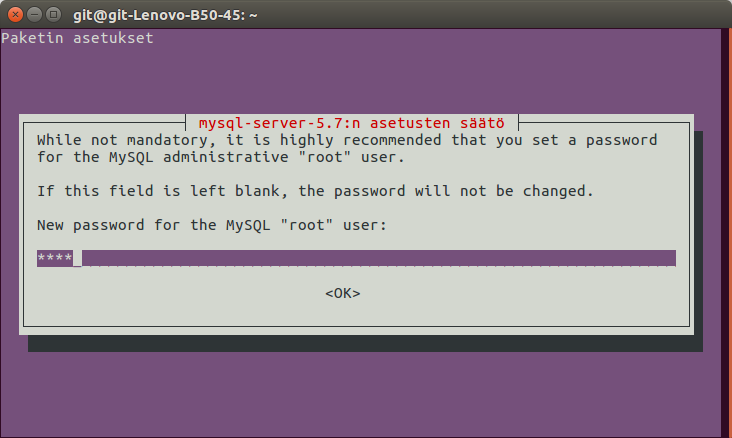 git@git-Lenovo-B50-45: ~
Paketin asetukset
mysql-server-5.7:n asetusten säätö
While not mandatory, it is highly recommended that you set a password
for the MySQL administrative "root" user.
If this field is left blank, the password will not be changed.
New password for the MySQL "root" user:
****_
<OK>